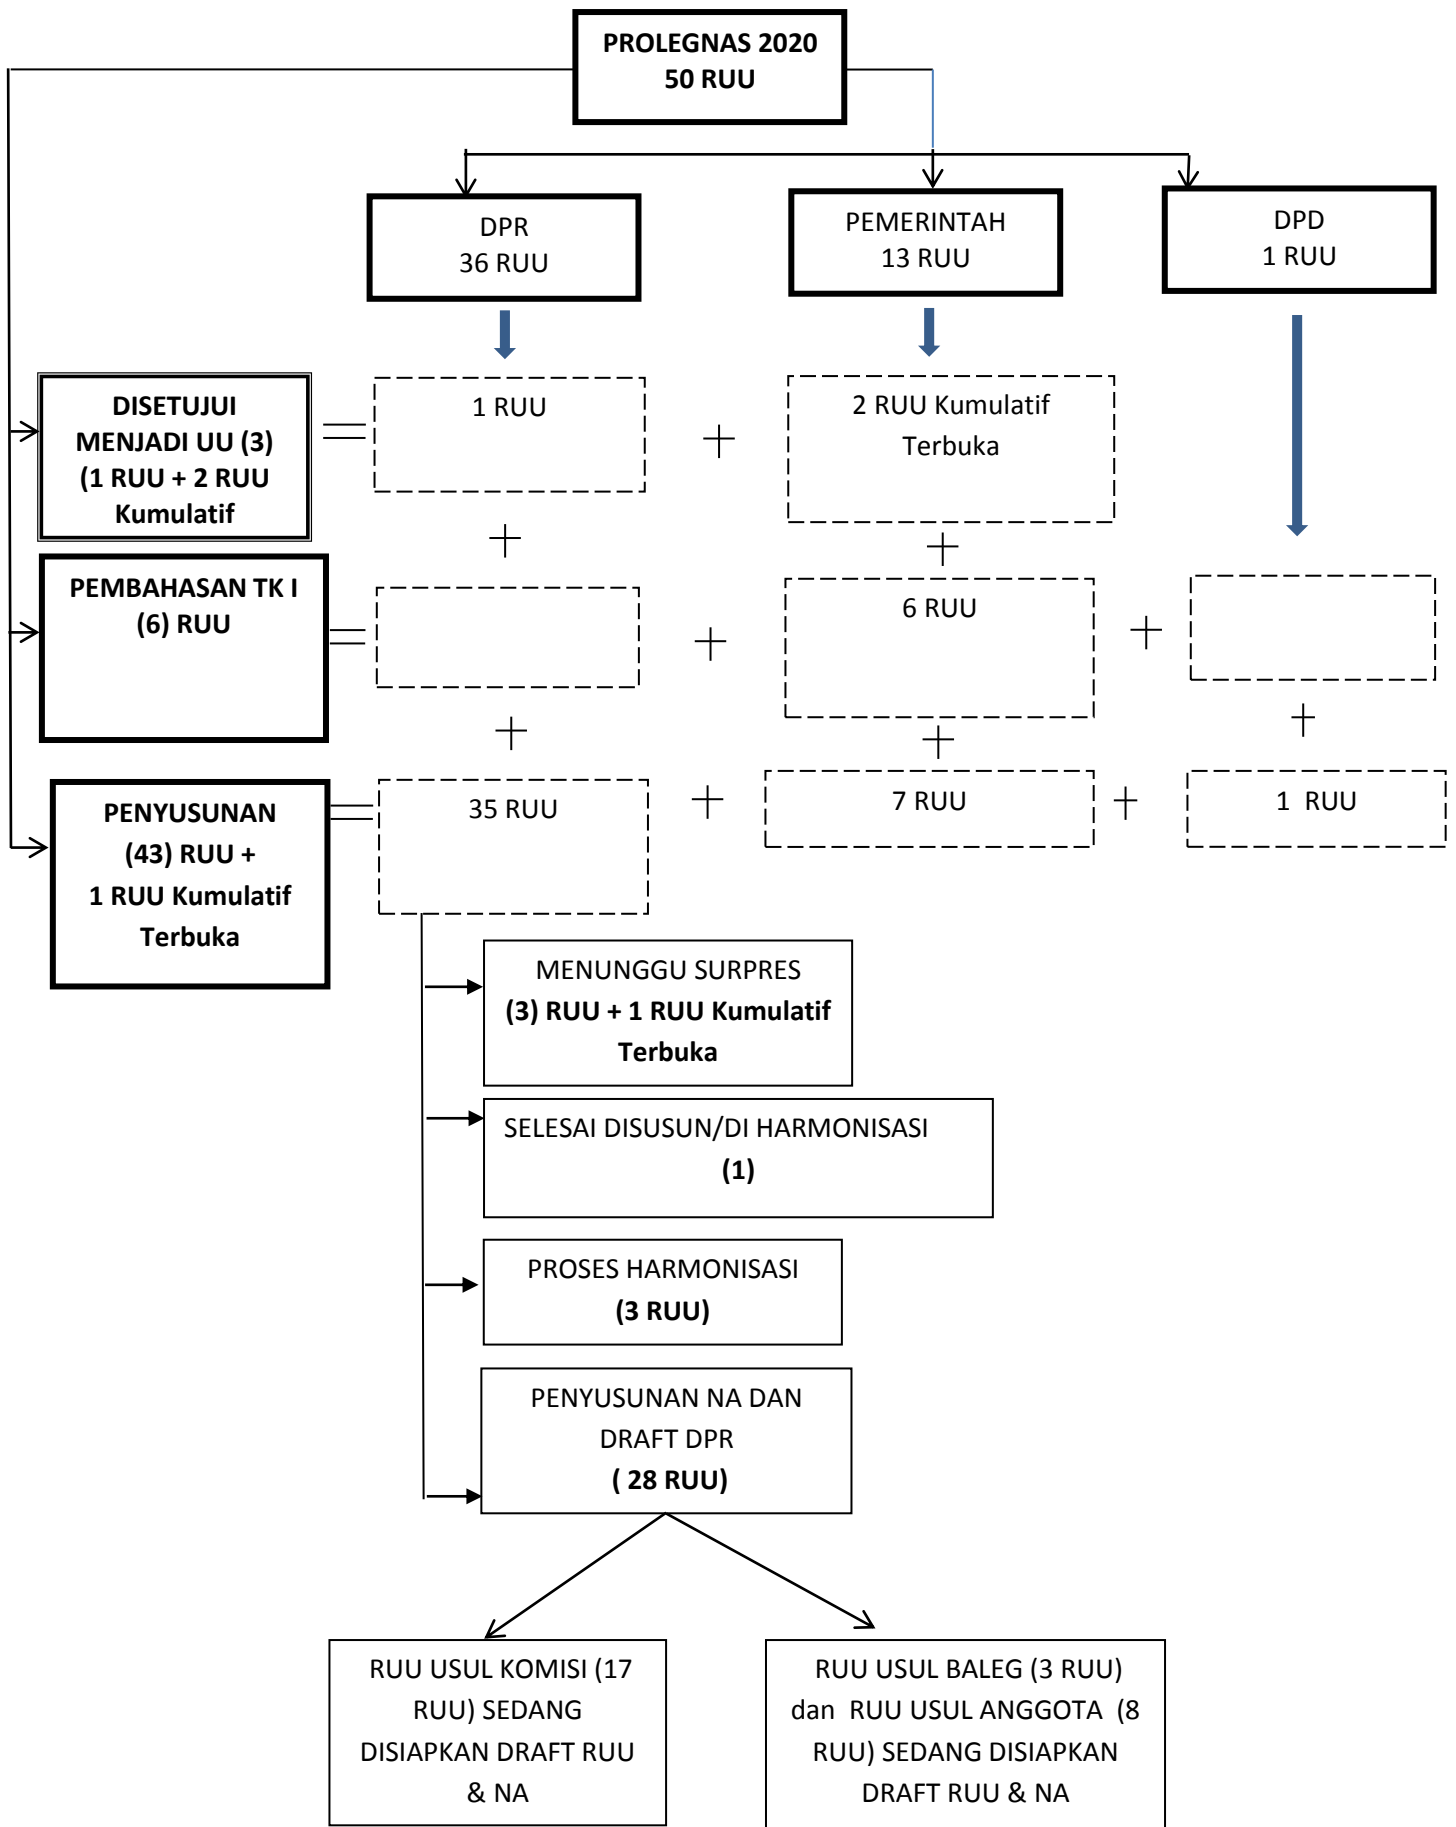 PROLEGNAS 2020
50 RUU
DPR
36 RUU
PEMERINTAH
13 RUU
DPD
1 RUU
DISETUJUI
MENJADI UU (3)
(1 RUU + 2 RUU
Kumulatif
1 RUU
+
2 RUU Kumulatif
Terbuka
+
+
PEMBAHASAN TK I
(6) RUU
+
6 RUU
+
+
+
+
PENYUSUNAN
(43) RUU +
1 RUU Kumulatif
Terbuka
35 RUU
+
7 RUU
+
1 RUU
MENUNGGU SURPRES
(3) RUU + 1 RUU Kumulatif
Terbuka
SELESAI DISUSUN/DI HARMONISASI
(1)
PROSES HARMONISASI
(3 RUU)
PENYUSUNAN NA DAN
DRAFT DPR
( 28 RUU)
RUU USUL KOMISI (17
RUU) SEDANG
DISIAPKAN DRAFT RUU
& NA
RUU USUL BALEG (3 RUU)
dan RUU USUL ANGGOTA (8
RUU) SEDANG DISIAPKAN
DRAFT RUU & NA